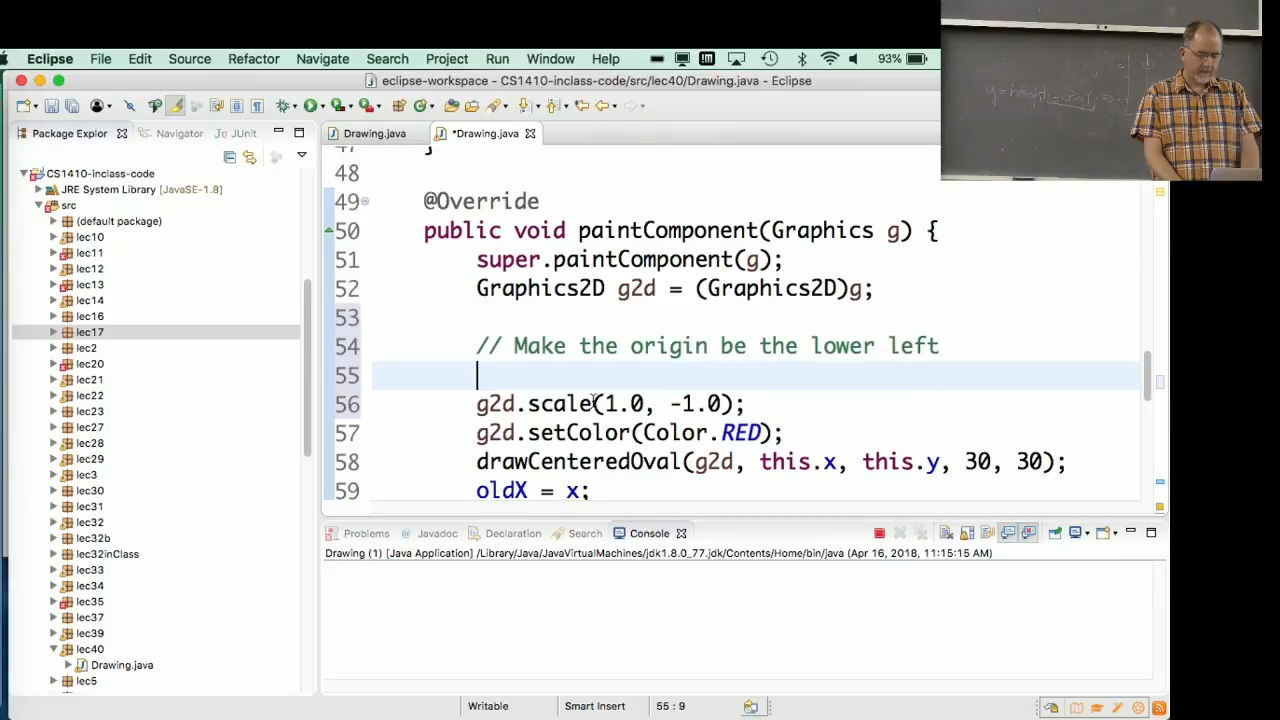 Eclipse File Edit Source Refactor Navigate Search Project Run Window Help 93%
eclipse-workspace - CS1410-inclass-code/src/lec40/Drawing.java - Eclipse
Package Explor Navigator JUnit
Drawing.java *Drawing.java
CS1410-inclass-code
JRE System Library [JavaSE-1.8]
src
(default package)
lec10
lec11
lec12
lec13
lec14
lec16
lec17
lec2
lec20
lec21
lec22
lec23
lec27
lec28
lec29
lec3
lec30
lec31
lec32
lec32b
lec32inClass
lec33
lec34
lec35
lec37
lec39
lec40
Drawing.java
lec5
47 }
48
49 @Override
50 public void paintComponent(Graphics g) {
51 super.paintComponent(g);
52 Graphics2D g2d = (Graphics2D)g;
53
54 // Make the origin be the lower left
55
56 g2d.scale(1.0, -1.0);
57 g2d.setColor(Color.RED);
58 drawCenteredOval(g2d, this.x, this.y, 30, 30);
59 oldX = x;
Problems Javadoc Declaration Search Console
Drawing (1) [Java Application] /Library/Java/JavaVirtualMachines/jdk1.8.0_77.jdk/Contents/Home/bin/java (Apr 16, 2018, 11:15:15 AM)
Writable Smart Insert 55 : 9